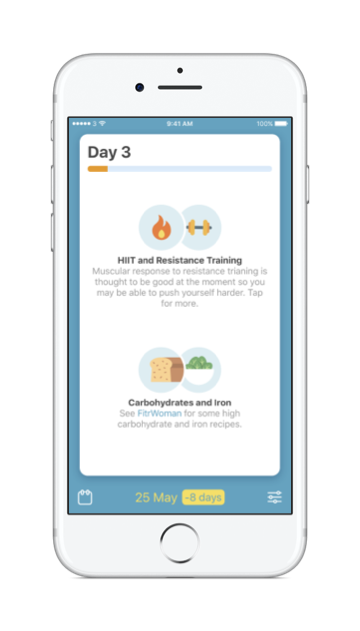 3 9:41 AM 100%
Day 3
HIIT and Resistance Training
Muscular response to resistance trianing is
thought to be good at the moment so you
may be able to push yourself harder. Tap
for more.
Carbohydrates and Iron
See FitrWoman for some high
carbohydrate and iron recipes.
25 May -8 days